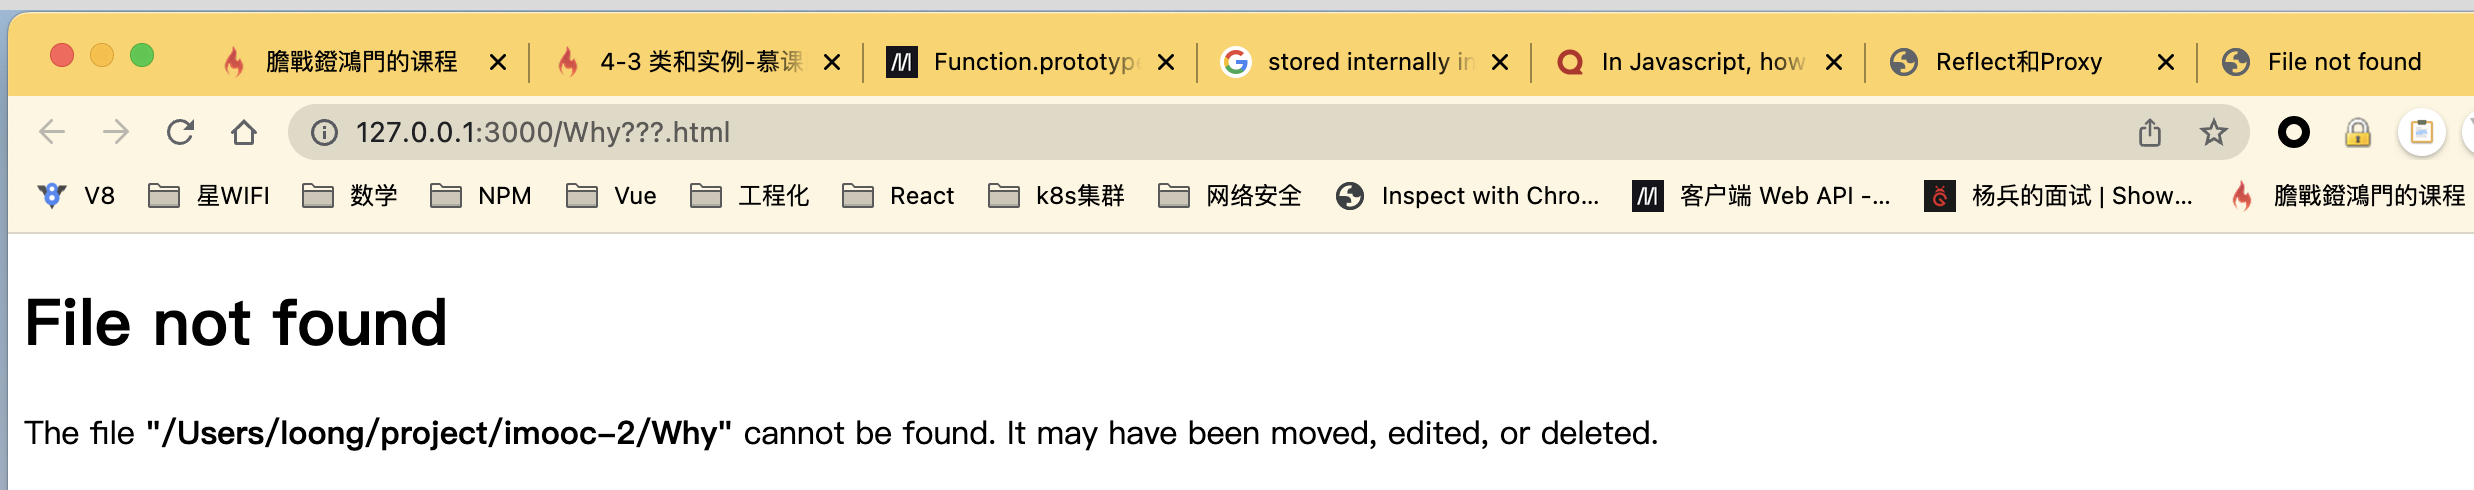 膽戰鐙鴻門的课程 4-3 类和实例-慕课 Function.prototype stored internally in In Javascript, how Reflect和Proxy File not found
127.0.0.1:3000/Why???.html
V8 星WIFI 数学 NPM Vue 工程化 React k8s集群 网络安全 Inspect with Chro... 客户端 Web API -... 杨兵的面试 | Show... 膽戰鐙鴻門的课程
File not found
The file "/Users/loong/project/imooc-2/Why" cannot be found. It may have been moved, edited, or deleted.